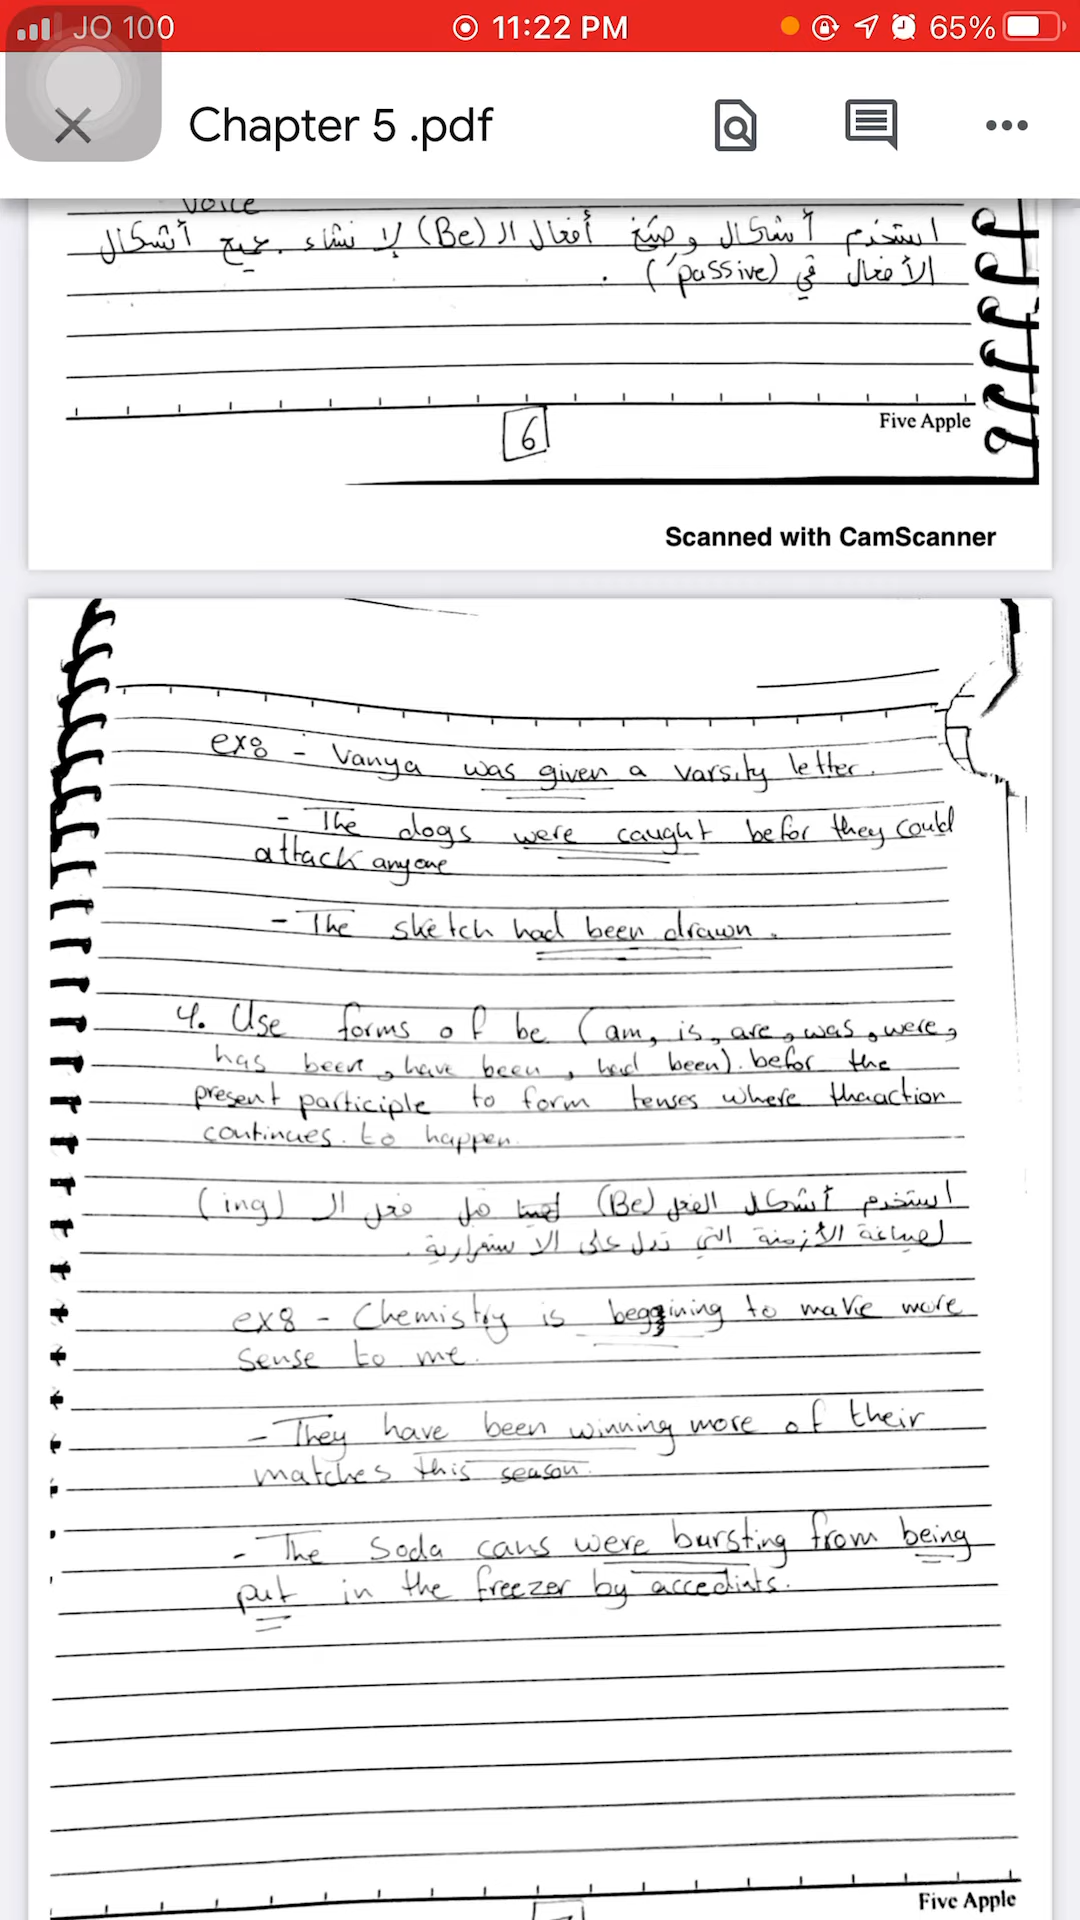 JO 100
11:22 PM
65%
Chapter 5 .pdf
voice
استخدم أشكال وصيغ أفعال ال (Be) لإنشاء جميع أشكال
الأفعال في (passive) .
6
Five Apple
Scanned with CamScanner
ex: - Vanya was given a varsity letter.
- The dogs were caught befor they could
attack anyone
- The sketch had been drawn .
4. Use forms of be (am, is, are, was, were,
has been, have been, had been). befor the
present participle to form tenses where thaaction
continues. to happen.
استخدم أشكال الفعل (Be) قبل فعل ال (ing)
لصياغة الأزمنة التي تدل على الاستمرارية .
ex: - Chemistry is beggining to make more
sense to me.
- They have been winning more of their
matches this season.
- The Soda cans were bursting from being
put in the freezer by accedints.
Five Apple